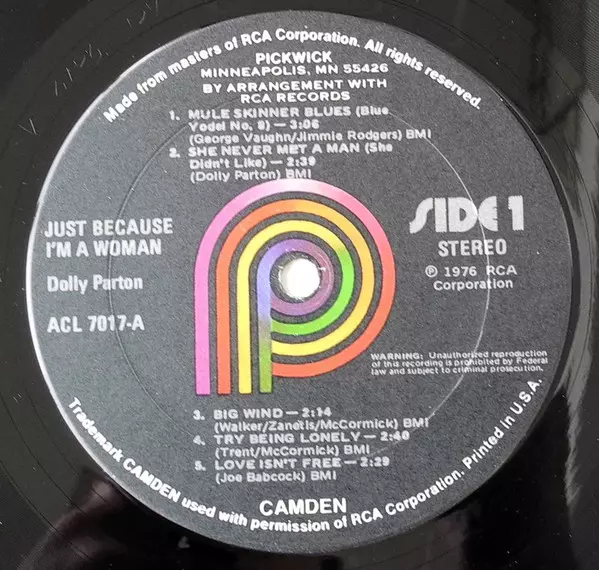 Made from masters of RCA Corporation. All rights reserved.
PICKWICK
MINNEAPOLIS, MN 55426
BY ARRANGEMENT WITH
RCA RECORDS
1. MULE SKINNER BLUES (Blue
Yodel No. 8) — 3:06
(George Vaughn/Jimmie Rodgers) BMI
2. SHE NEVER MET A MAN (She
Didn't Like) — 2:39
(Dolly Parton) BMI
JUST BECAUSE
I'M A WOMAN
Dolly Parton
ACL 7017-A
SIDE 1
STEREO
℗ 1976 RCA
Corporation
WARNING: Unauthorized reproduction
of this recording is prohibited by Federal
law and subject to criminal prosecution.
3. BIG WIND — 2:14
(Walker/Zanetis/McCormick) BMI
4. TRY BEING LONELY — 2:40
(Trent/McCormick) BMI
5. LOVE ISN'T FREE — 2:29
(Joe Babcock) BMI
CAMDEN
Trademark CAMDEN used with permission of RCA Corporation. Printed in U.S.A.